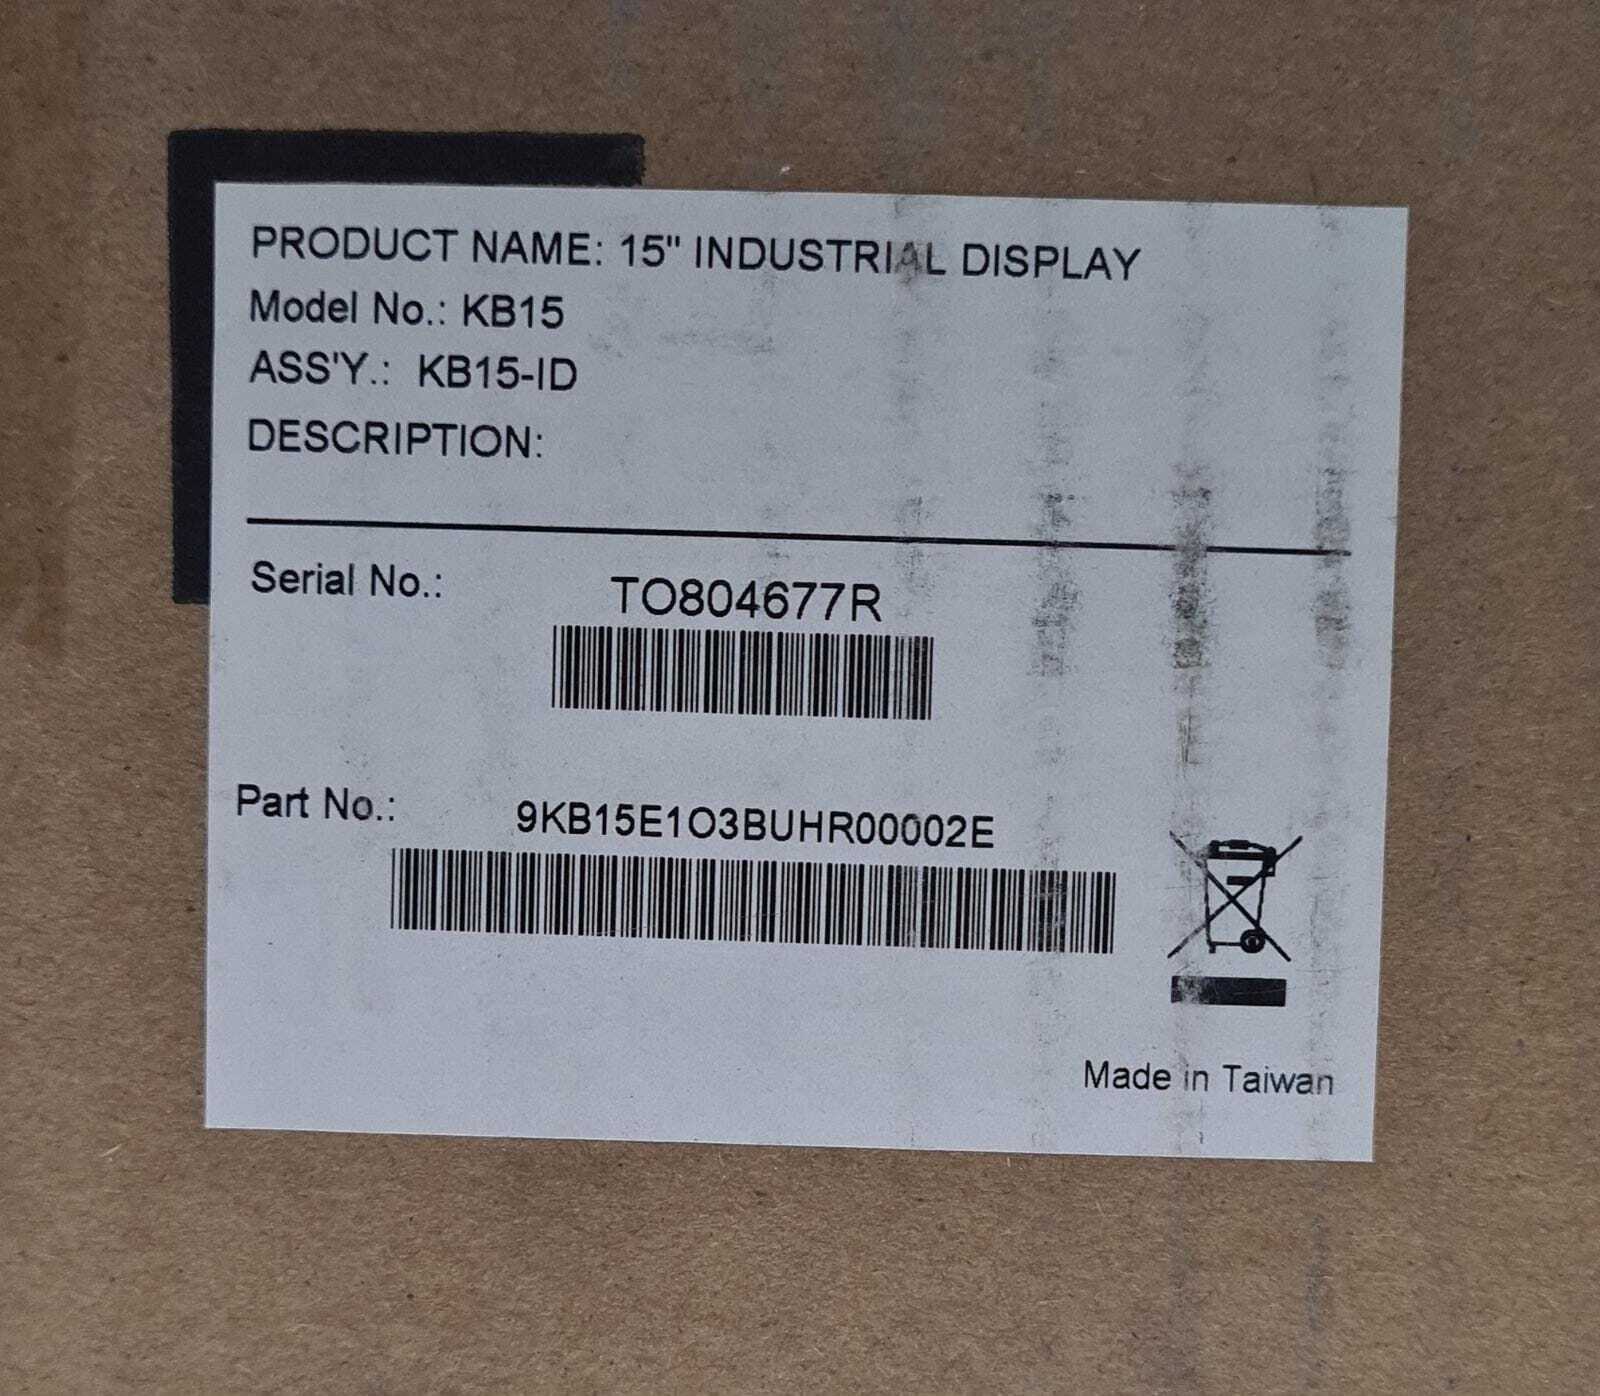 PRODUCT NAME: 15" INDUSTRIAL DISPLAY
Model No.: KB15
ASS'Y.: KB15-ID
DESCRIPTION:
Serial No.: TO804677R
Part No.: 9KB15E1O3BUHR00002E
Made in Taiwan